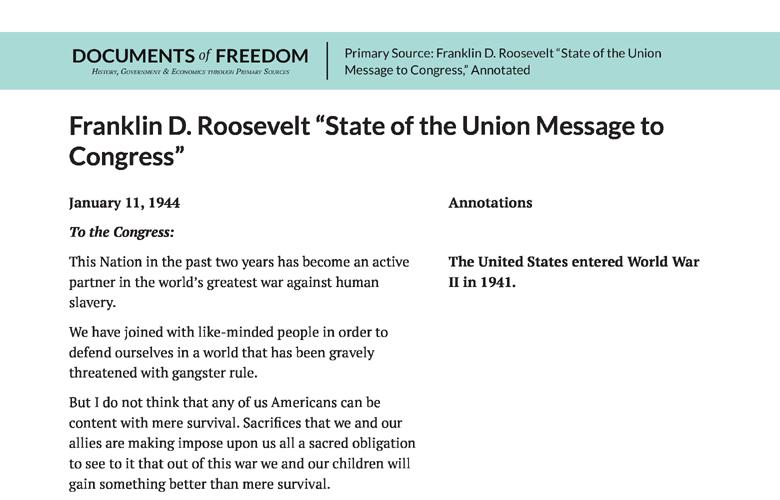 DOCUMENTS of FREEDOM
History, Government & Economics through Primary Sources
Primary Source: Franklin D. Roosevelt “State of the Union
Message to Congress,” Annotated
Franklin D. Roosevelt “State of the Union Message to
Congress”
January 11, 1944
Annotations
To the Congress:
This Nation in the past two years has become an active
partner in the world’s greatest war against human
slavery.
The United States entered World War
II in 1941.
We have joined with like-minded people in order to
defend ourselves in a world that has been gravely
threatened with gangster rule.
But I do not think that any of us Americans can be
content with mere survival. Sacrifices that we and our
allies are making impose upon us all a sacred obligation
to see to it that out of this war we and our children will
gain something better than mere survival.